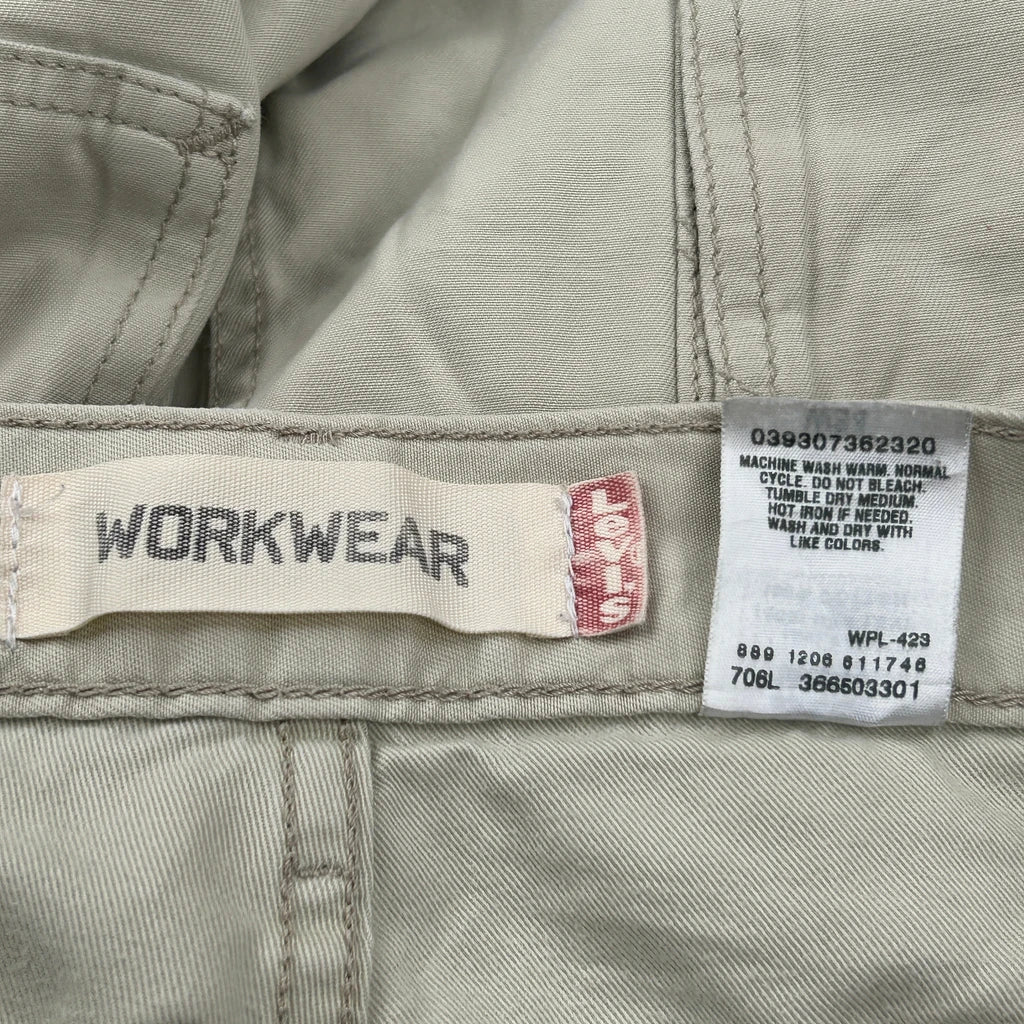 WORKWEAR
Levi's
039307362320
MACHINE WASH WARM. NORMAL
CYCLE. DO NOT BLEACH.
TUMBLE DRY MEDIUM.
HOT IRON IF NEEDED.
WASH AND DRY WITH
LIKE COLORS.
WPL-423
889 1206 611746
706L 366503301